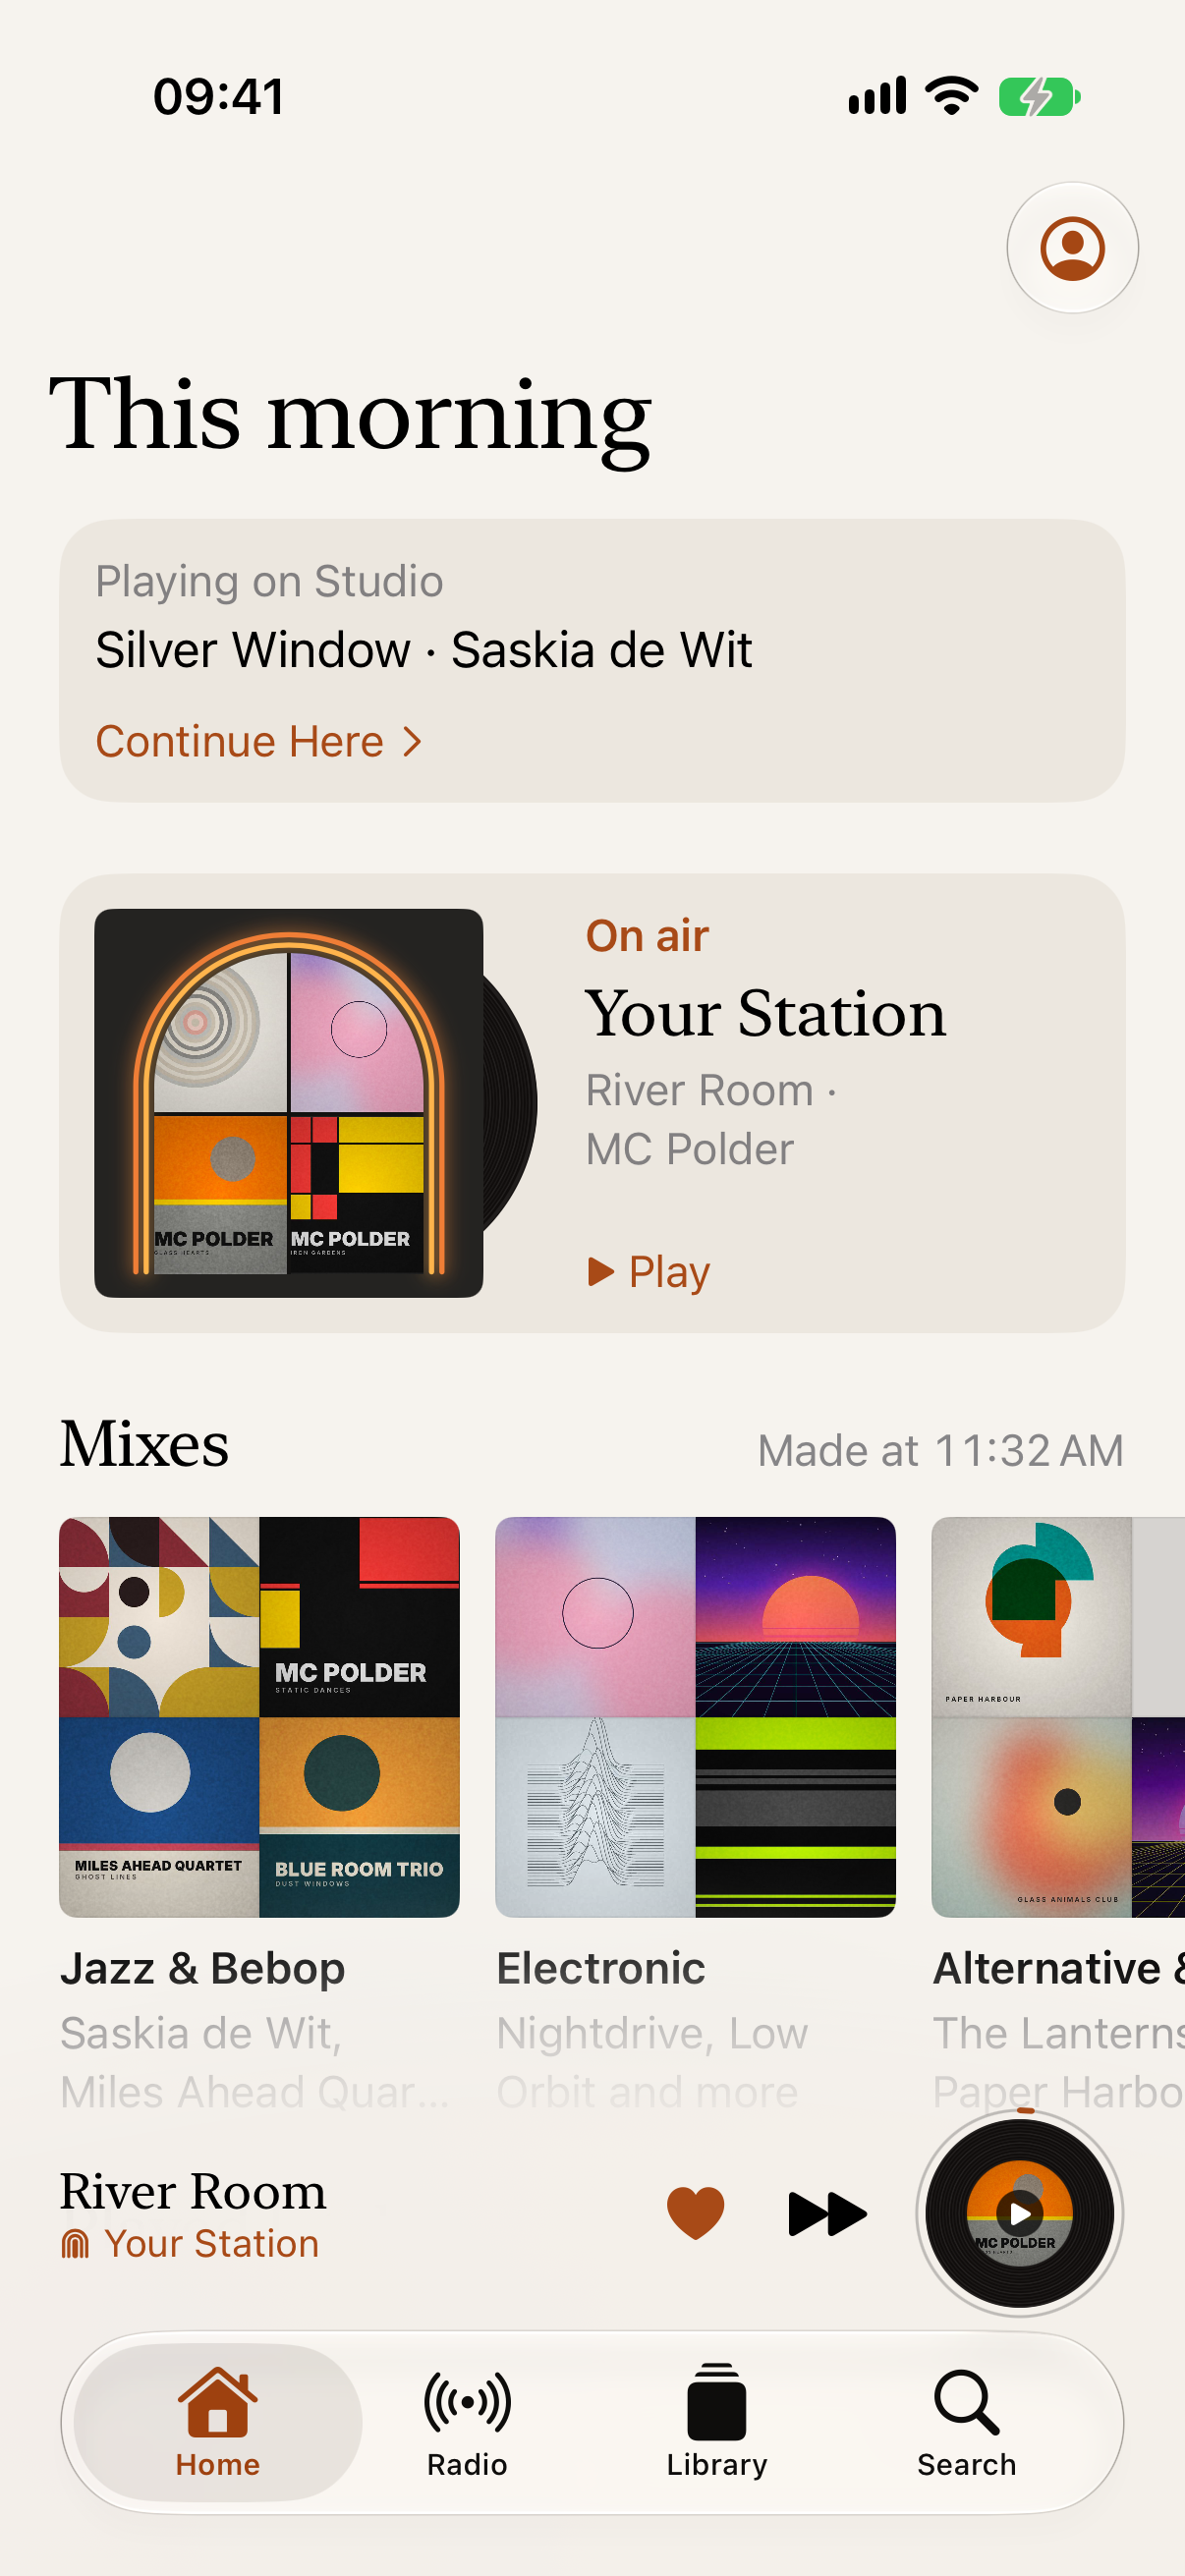 09:41
This morning
Playing on Studio
Silver Window · Saskia de Wit
Continue Here
On air
Your Station
River Room ·
MC Polder
Play
MC POLDER
GLASS HEARTS
MC POLDER
IRON GARDENS
Mixes
Made at 11:32 AM
MC POLDER
STATIC DANCES
MILES AHEAD QUARTET
GHOST LINES
BLUE ROOM TRIO
DUST WINDOWS
PAPER HARBOUR
GLASS ANIMALS CLUB
Jazz & Bebop
Electronic
Alternative &
Saskia de Wit,
Nightdrive, Low
The Lanterns
Miles Ahead Quar...
Orbit and more
Paper Harbo
River Room
Your Station
MC POLDER
Home
Radio
Library
Search